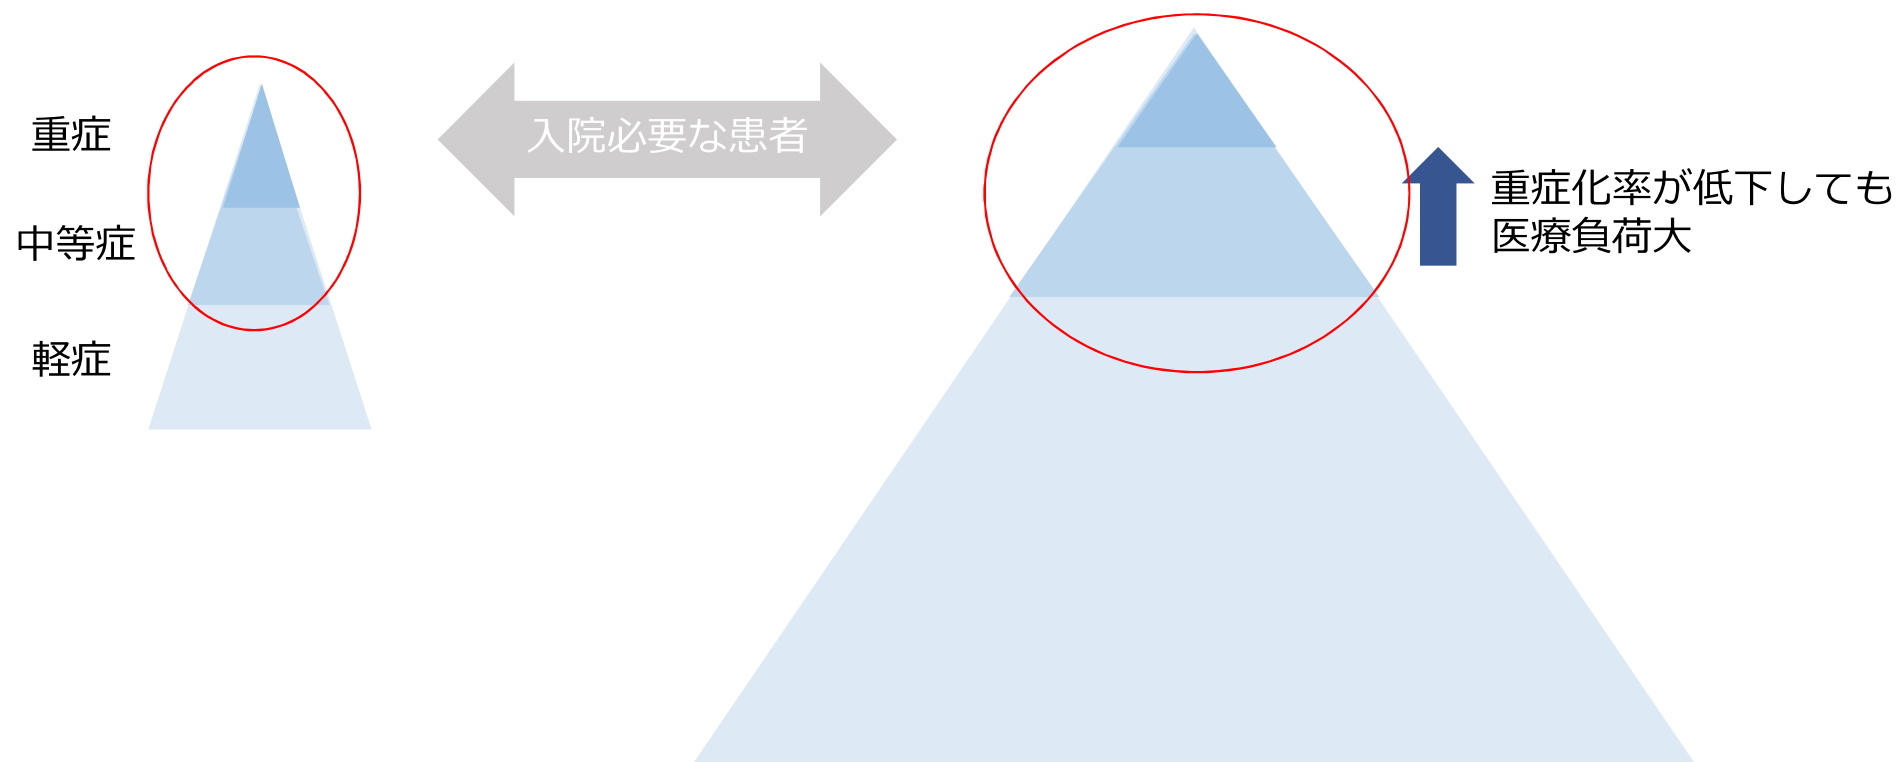 重症
中等症
軽症
入院必要な患者
重症化率が低下しても
医療負荷大